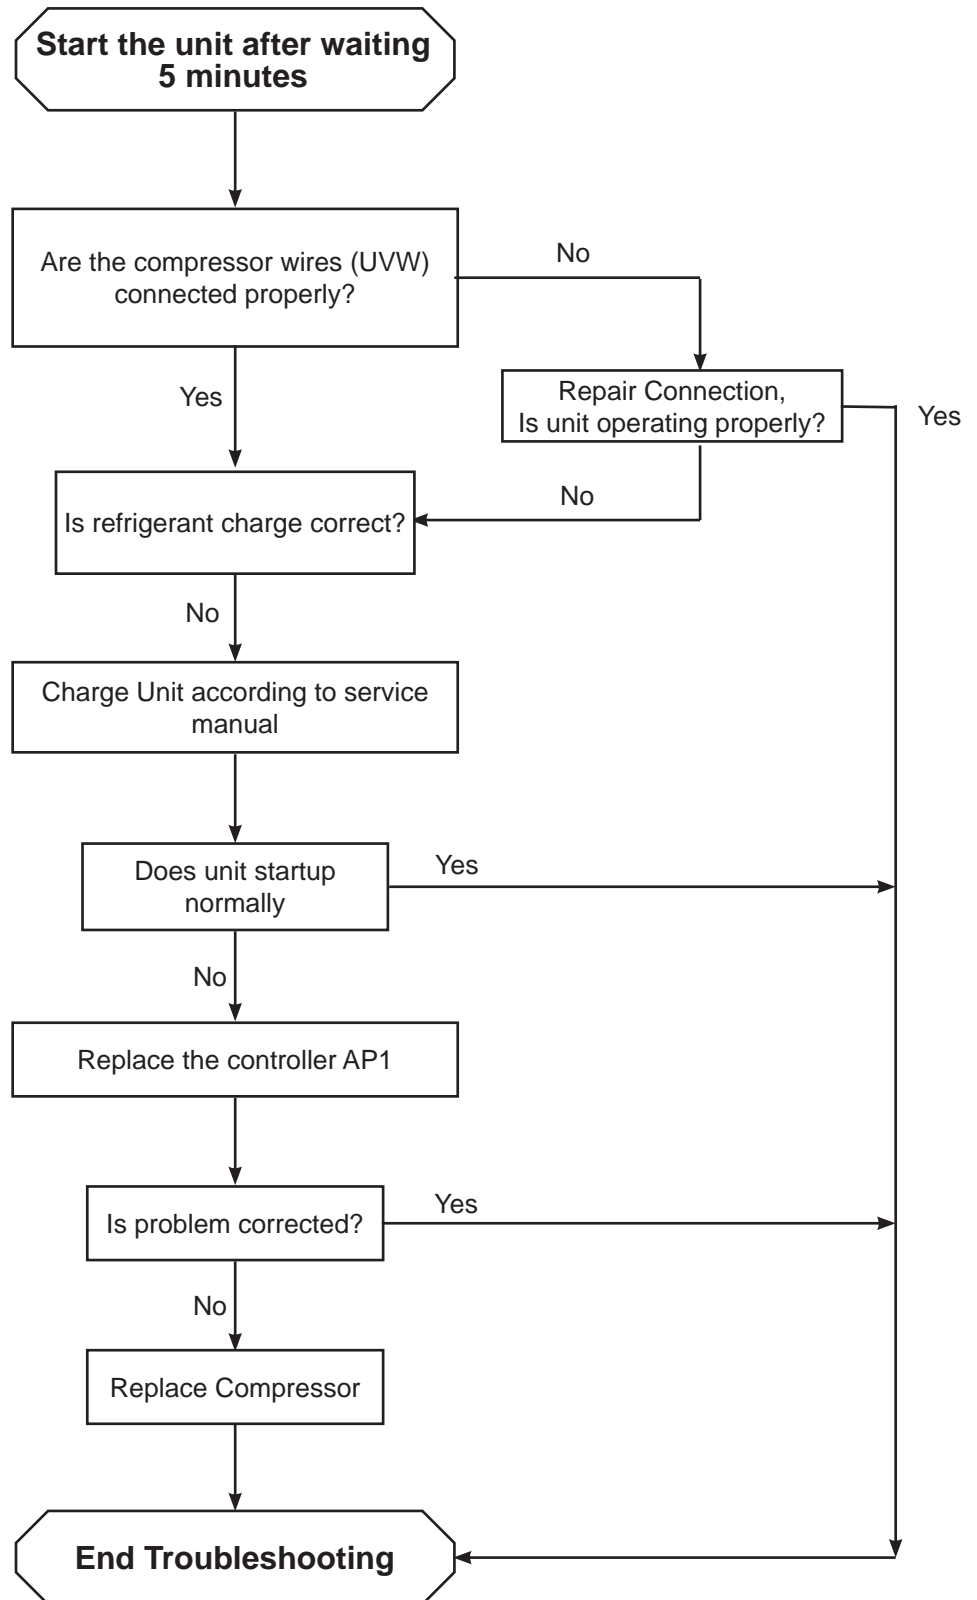 Start the unit after waiting
5 minutes
Are the compressor wires (UVW)
connected properly?
No
Yes
Repair Connection,
Is unit operating properly?
Yes
No
Is refrigerant charge correct?
No
Charge Unit according to service
manual
Does unit startup
normally
Yes
No
Replace the controller AP1
Is problem corrected?
Yes
No
Replace Compressor
End Troubleshooting